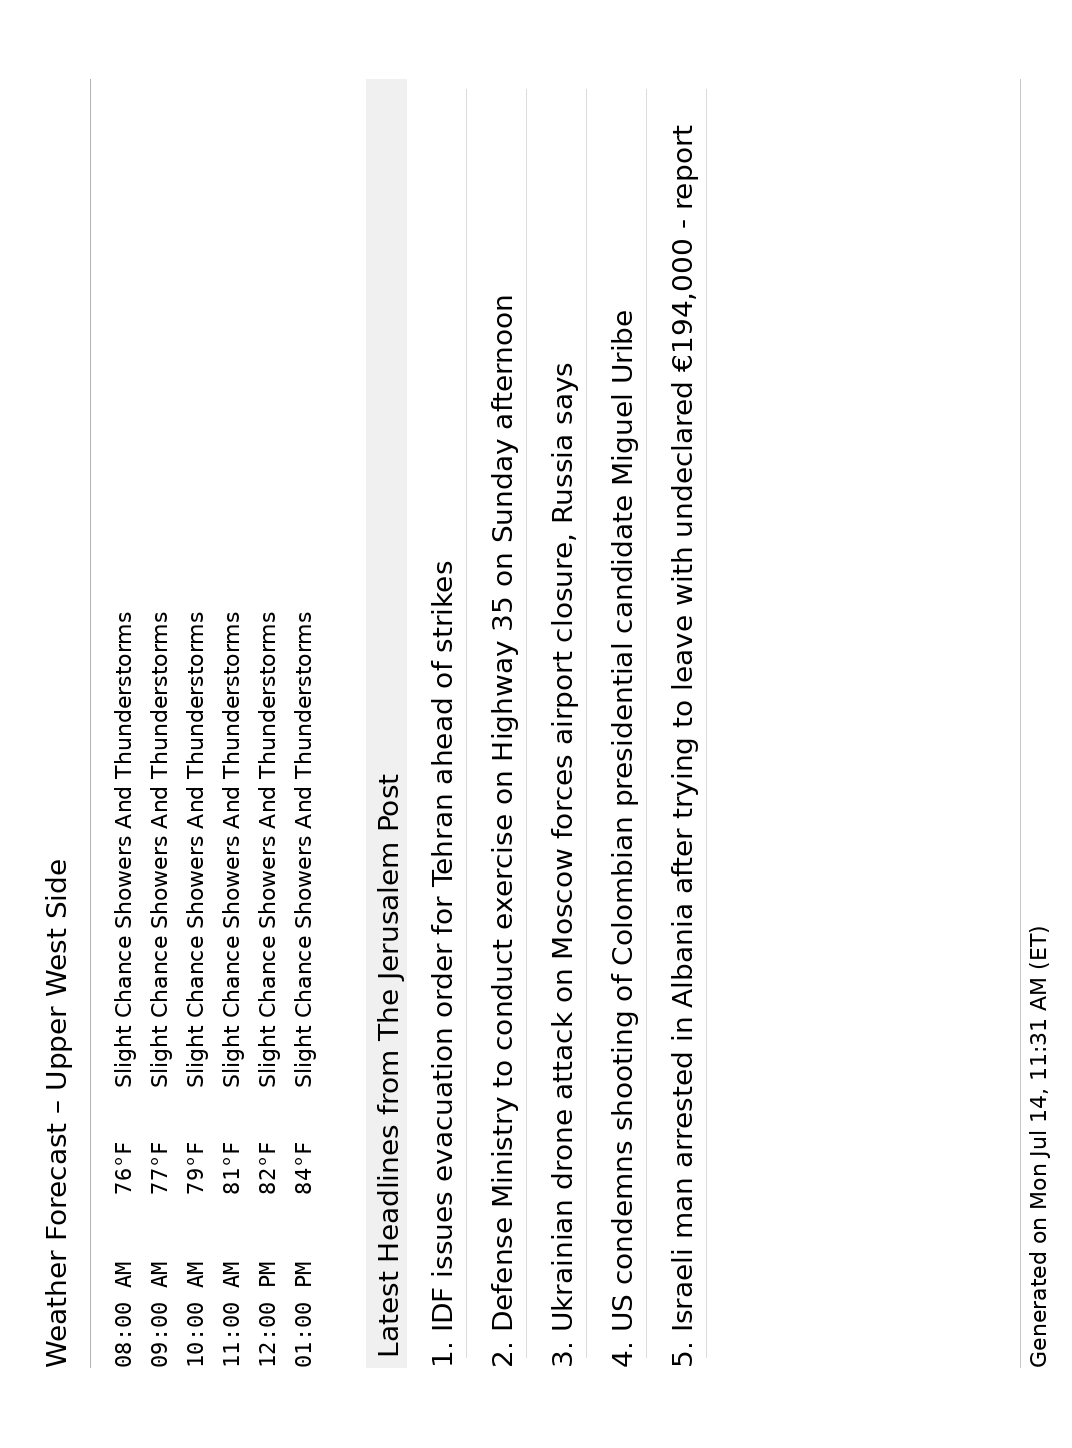 Weather Forecast – Upper West Side
08:00 AM 76°F Slight Chance Showers And Thunderstorms
09:00 AM 77°F Slight Chance Showers And Thunderstorms
10:00 AM 79°F Slight Chance Showers And Thunderstorms
11:00 AM 81°F Slight Chance Showers And Thunderstorms
12:00 PM 82°F Slight Chance Showers And Thunderstorms
01:00 PM 84°F Slight Chance Showers And Thunderstorms
Latest Headlines from The Jerusalem Post
1. IDF issues evacuation order for Tehran ahead of strikes
2. Defense Ministry to conduct exercise on Highway 35 on Sunday afternoon
3. Ukrainian drone attack on Moscow forces airport closure, Russia says
4. US condemns shooting of Colombian presidential candidate Miguel Uribe
5. Israeli man arrested in Albania after trying to leave with undeclared €194,000 - report
Generated on Mon Jul 14, 11:31 AM (ET)